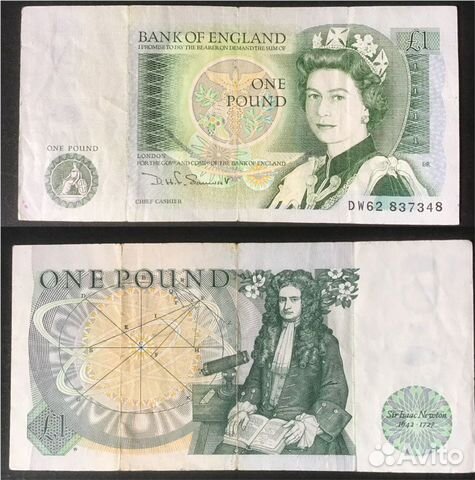 BANK OF ENGLAND
I PROMISE TO PAY THE BEARER ON DEMAND THE SUM OF
£1
ONE
POUND
ONE POUND
LONDON
FOR THE GOVR AND COMPA OF THE BANK OF ENGLAND
CHIEF CASHIER
DW62 837348
ONE POUND
£1
Sir Isaac Newton
1642-1727
Avito